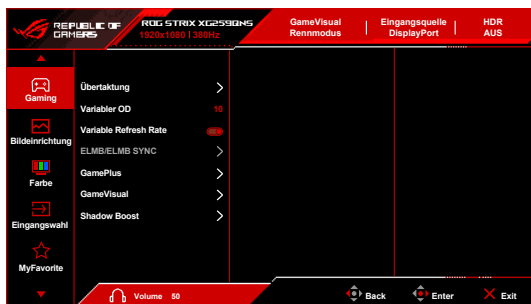 REPUBLIC OF
GAMERS
ROG STRIX XG259QNS
1920x1080 | 380Hz
GameVisual
Rennmodus
Eingangsquelle
DisplayPort
HDR
AUS
Gaming
Bildeinrichtung
Farbe
Eingangswahl
MyFavorite
Übertaktung
Variabler OD 10
Variable Refresh Rate
ELMB/ELMB SYNC
GamePlus
GameVisual
Shadow Boost
Volume 50
Back
Enter
Exit